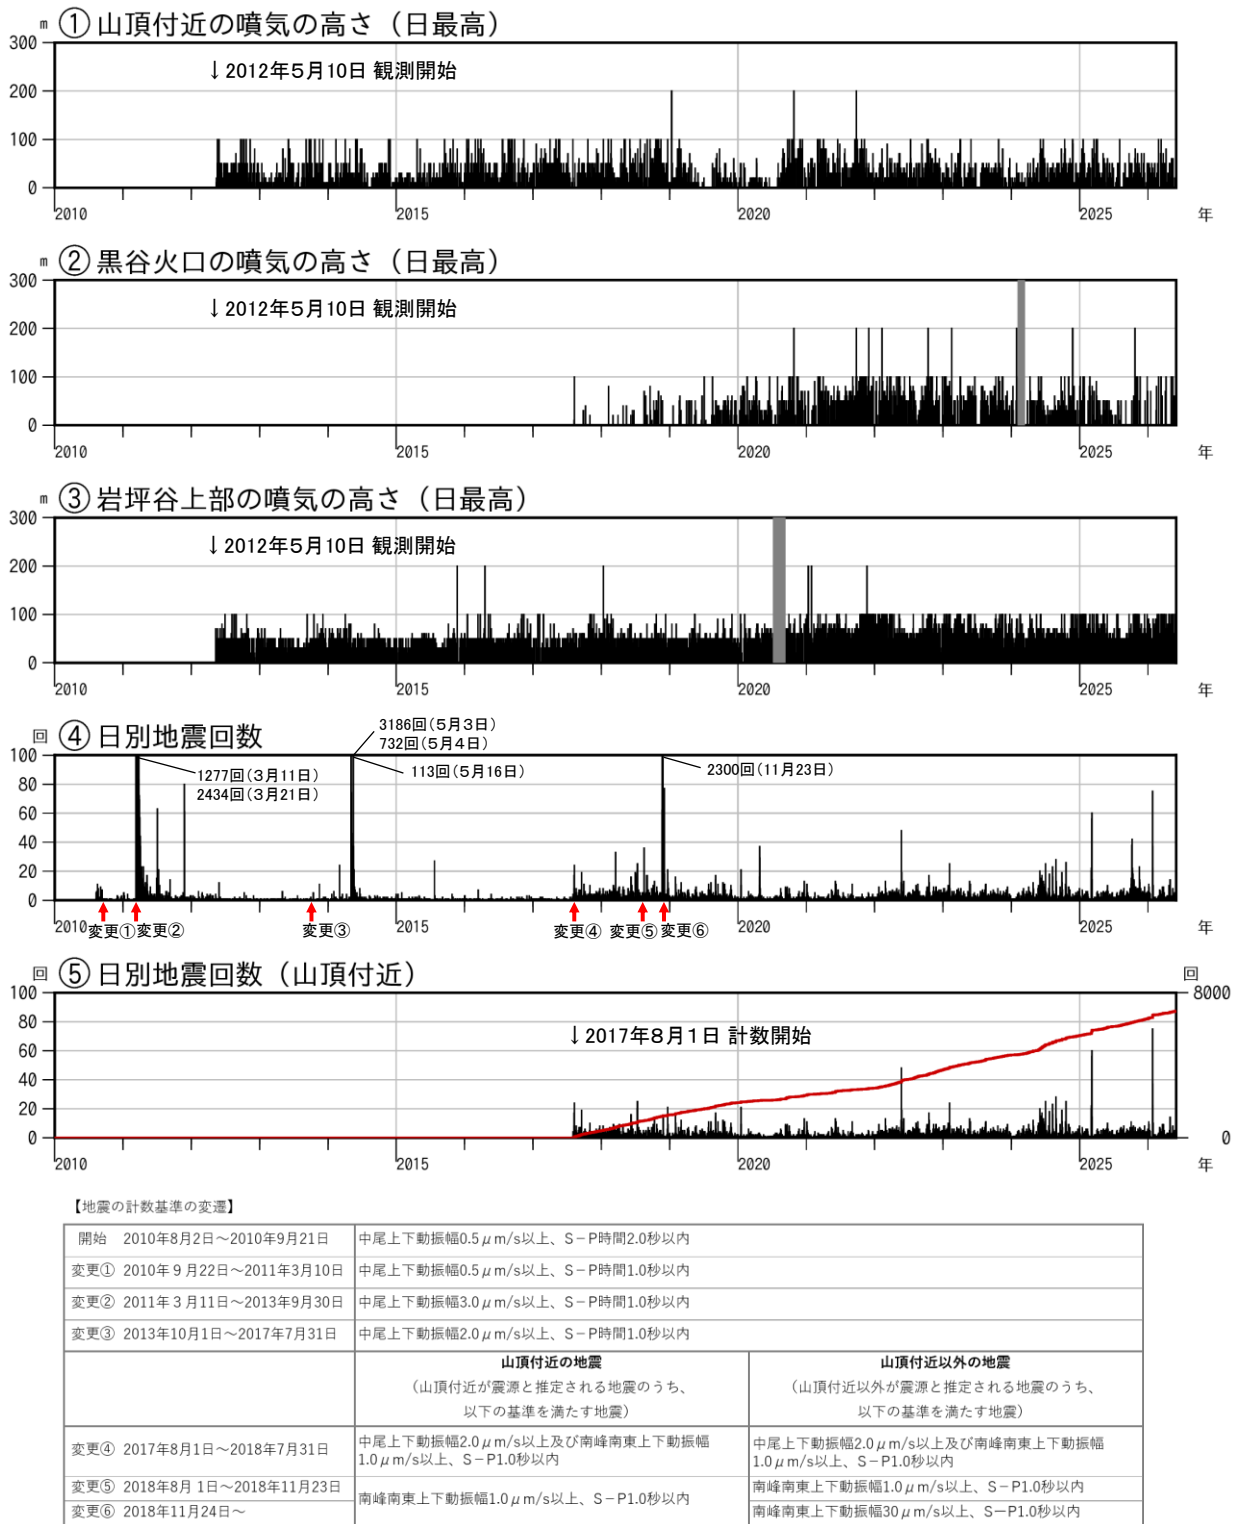 m ①山頂付近の噴気の高さ（日最高）
300
↓2012年5月10日 観測開始
200
100
0
2010 2015 2020 2025 年
m ②黒谷火口の噴気の高さ（日最高）
300
↓2012年5月10日 観測開始
200
100
0
2010 2015 2020 2025 年
m ③岩坪谷上部の噴気の高さ（日最高）
300
↓2012年5月10日 観測開始
200
100
0
2010 2015 2020 2025 年
回 ④日別地震回数
3186回（5月3日）
732回（5月4日）
100
113回（5月16日）
2300回（11月23日）
1277回（3月11日）
2434回（3月21日）
80
60
40
20
0
2010 2015 2020 2025 年
変更① 変更② 変更③ 変更④ 変更⑤ 変更⑥
回 ⑤日別地震回数（山頂付近） 回
100 8000
80
↓2017年8月1日 計数開始
60
40
20
0 0
2010 2015 2020 2025 年
【地震の計数基準の変遷】
開始 2010年8月2日～2010年9月21日 中尾上下動振幅0.5μm/s以上、S－P時間2.0秒以内
変更① 2010年9月22日～2011年3月10日 中尾上下動振幅0.5μm/s以上、S－P時間1.0秒以内
変更② 2011年3月11日～2013年9月30日 中尾上下動振幅3.0μm/s以上、S－P時間1.0秒以内
変更③ 2013年10月1日～2017年7月31日 中尾上下動振幅2.0μm/s以上、S－P時間1.0秒以内
山頂付近の地震 山頂付近以外の地震
（山頂付近が震源と推定される地震のうち、 （山頂付近以外が震源と推定される地震のうち、
以下の基準を満たす地震） 以下の基準を満たす地震）
変更④ 2017年8月1日～2018年7月31日
中尾上下動振幅2.0μm/s以上及び南峰南東上下動振幅
1.0μm/s以上、S－P1.0秒以内
中尾上下動振幅2.0μm/s以上及び南峰南東上下動振幅
1.0μm/s以上、S－P1.0秒以内
変更⑤ 2018年8月1日～2018年11月23日
南峰南東上下動振幅1.0μm/s以上、S－P1.0秒以内
南峰南東上下動振幅1.0μm/s以上、S－P1.0秒以内
変更⑥ 2018年11月24日～
南峰南東上下動振幅30μm/s以上、S－P1.0秒以内